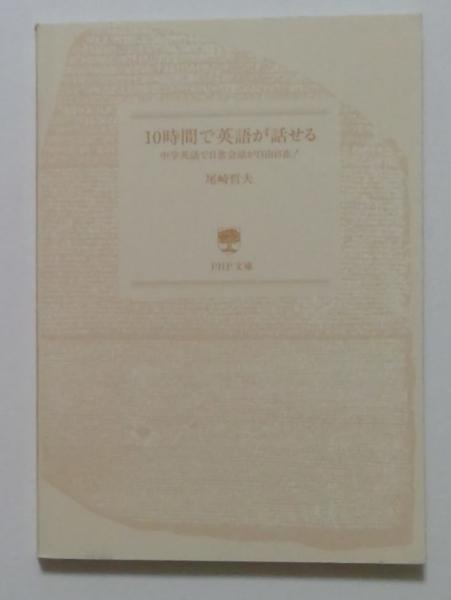 10時間で英語が話せる
中学英語で日常会話が自由自在！
尾崎哲夫
PHP文庫